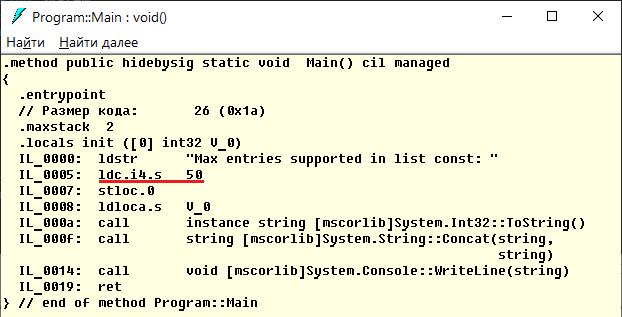 Program::Main : void()
Найти Найти далее
.method public hidebysig static void  Main() cil managed
{
  .entrypoint
  // Размер кода:       26 (0x1a)
  .maxstack  2
  .locals init ([0] int32 V_0)
  IL_0000:  ldstr      "Max entries supported in list const: "
  IL_0005:  ldc.i4.s   50
  IL_0007:  stloc.0
  IL_0008:  ldloca.s   V_0
  IL_000a:  call       instance string [mscorlib]System.Int32::ToString()
  IL_000f:  call       string [mscorlib]System.String::Concat(string,
                                                              string)
  IL_0014:  call       void [mscorlib]System.Console::WriteLine(string)
  IL_0019:  ret
} // end of method Program::Main